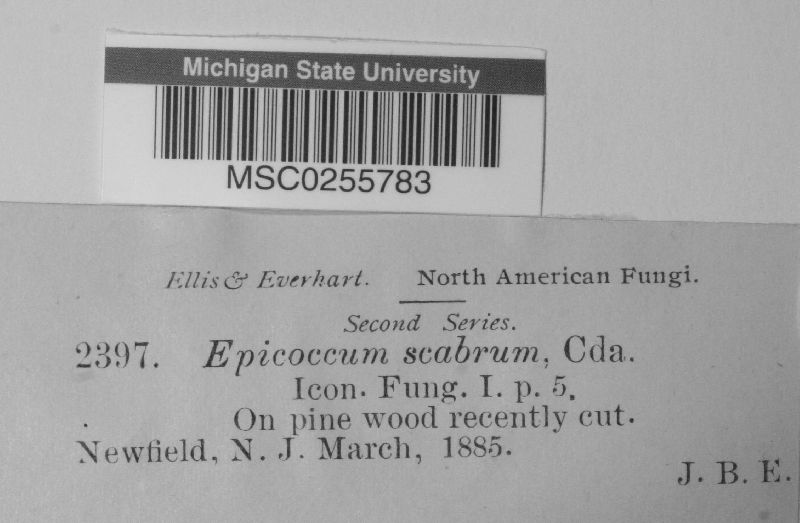 Michigan State University
MSC0255783
Ellis & Everhart. North American Fungi.
Second Series.
2397. Epicoccum scabrum, Cda.
Icon. Fung. I. p. 5.
On pine wood recently cut.
Newfield, N. J. March, 1885.
J. B. E.